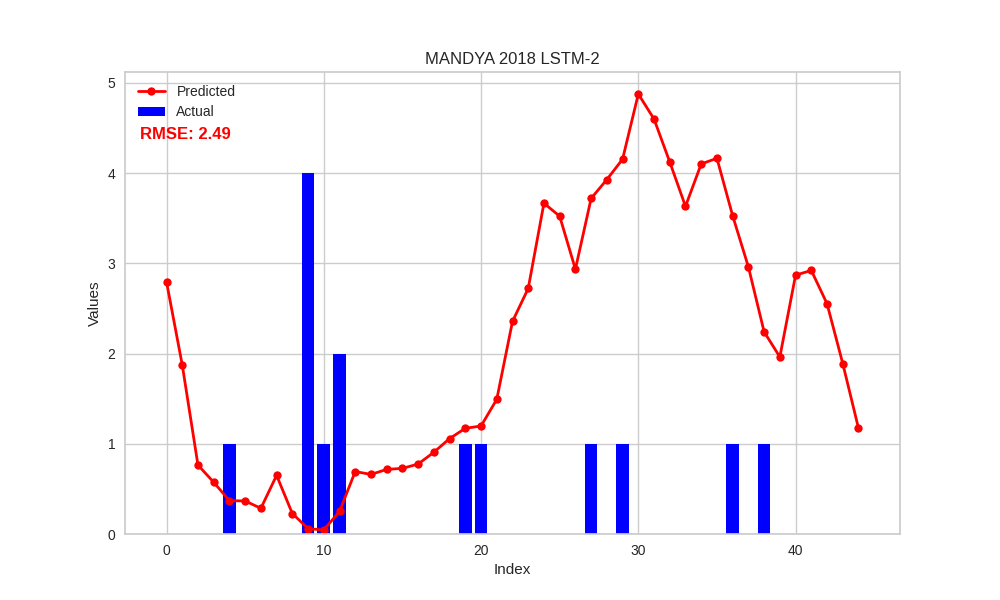 MANDYA 2018 LSTM-2
Predicted
Actual
RMSE: 2.49
Values
5
4
3
2
1
0
0 10 20 30 40
Index